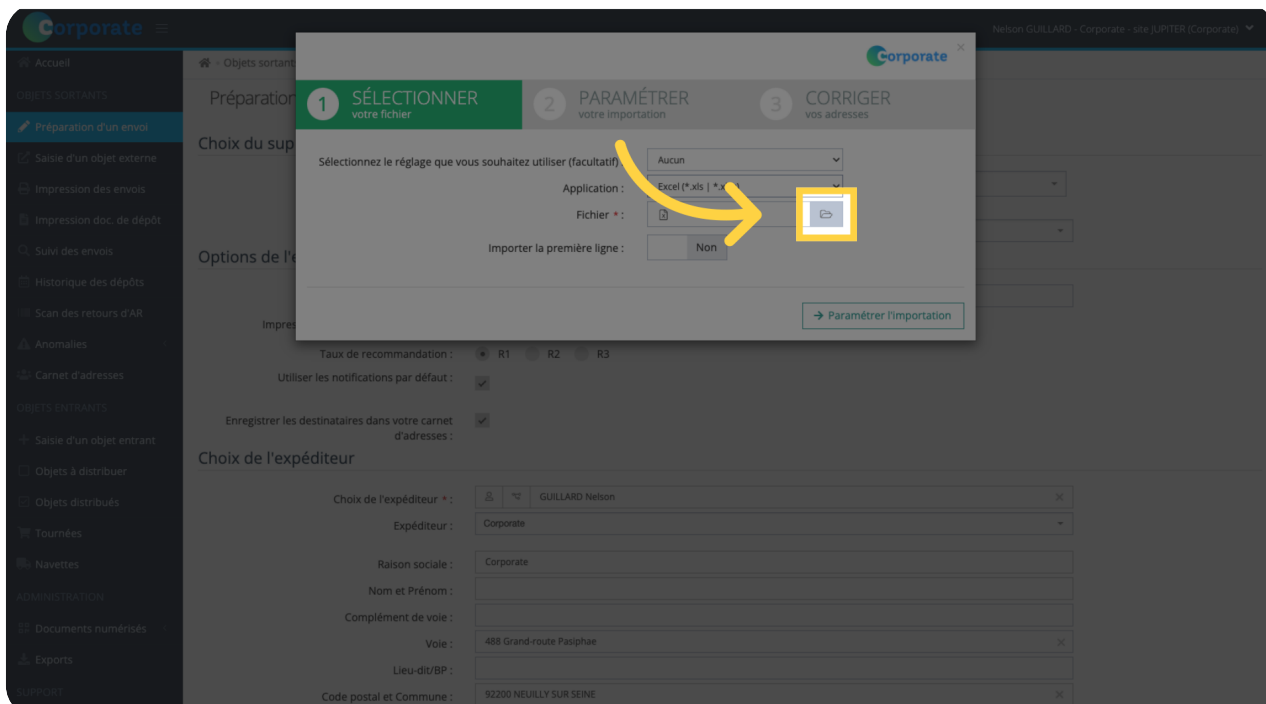 Corporate
Nelson GUILLARD - Corporate - site JUPITER (Corporate)
Accueil
OBJETS SORTANTS
Préparation d'un envoi
Saisie d'un objet externe
Impression des envois
Impression doc. de dépôt
Suivi des envois
Historique des dépôts
Scan des retours d'AR
Anomalies
Carnet d'adresses
OBJETS ENTRANTS
Saisie d'un objet entrant
Objets à distribuer
Objets distribués
Tournées
Navettes
ADMINISTRATION
Documents numérisés
Exports
SUPPORT
Objets sortant
Préparation
Choix du sup
Options de l'e
Impres
Corporate
×
1 SÉLECTIONNER
votre fichier
2 PARAMÉTRER
votre importation
3 CORRIGER
vos adresses
Sélectionnez le réglage que vous souhaitez utiliser (facultatif) :
Aucun
Application :
Excel (*.xls | *.x
Fichier * :
Importer la première ligne :
Non
→ Paramétrer l'importation
Taux de recommandation :
R1 R2 R3
Utiliser les notifications par défaut :
Enregistrer les destinataires dans votre carnet
d'adresses :
Choix de l'expéditeur
Choix de l'expéditeur * :
GUILLARD Nelson
Expéditeur :
Corporate
Raison sociale :
Corporate
Nom et Prénom :
Complément de voie :
Voie :
488 Grand-route Pasiphae
Lieu-dit/BP :
Code postal et Commune :
92200 NEUILLY SUR SEINE